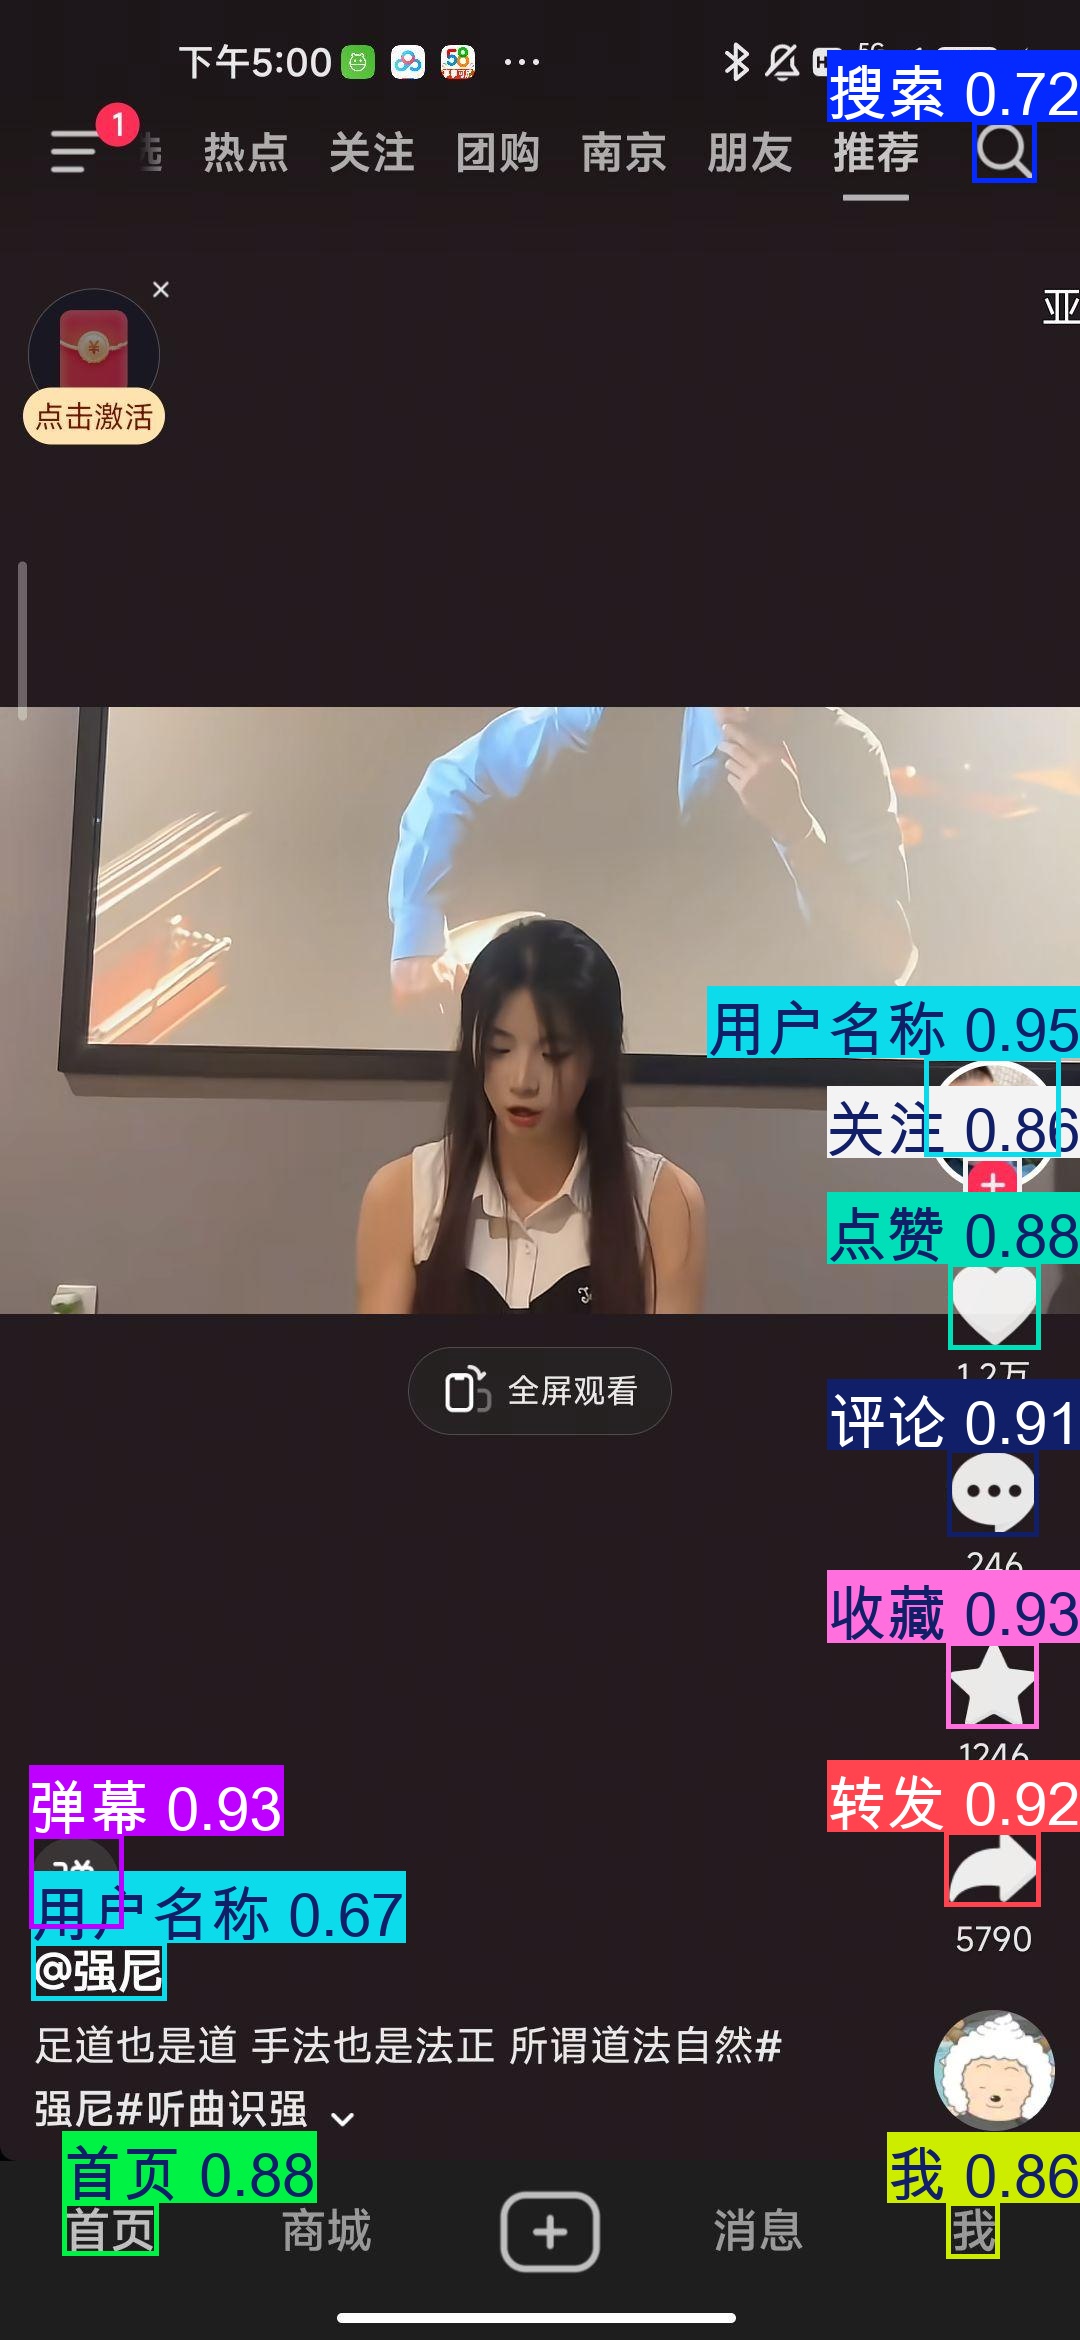 下午5:00
58
5G
搜索 0.72
1
热点 关注 团购 南京 朋友 推荐
亚
点击激活
用户名称 0.95
关注 0.86
点赞 0.88
1.2万
全屏观看
评论 0.91
246
收藏 0.93
1246
弹幕 0.93
转发 0.92
用户名称 0.67
5790
@强尼
足道也是道 手法也是法正 所谓道法自然#
强尼#听曲识强
首页 0.88
我 0.86
首页 商城 消息 我